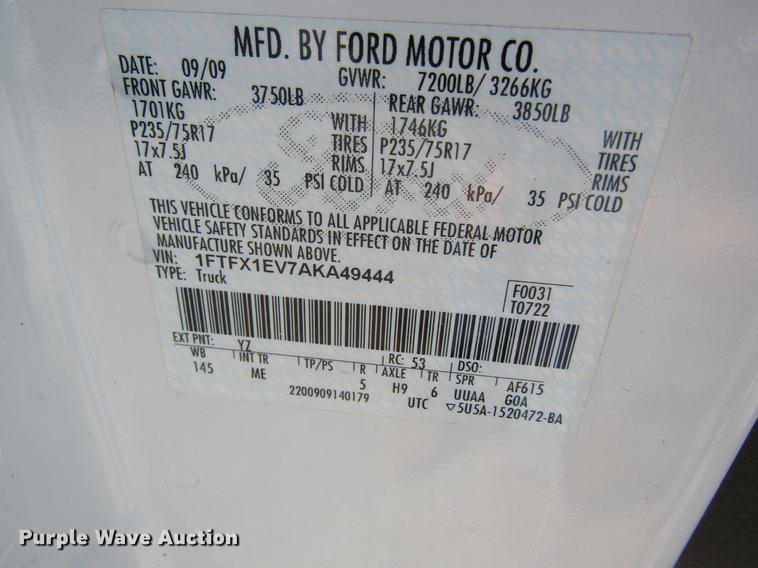 MFD. BY FORD MOTOR CO.
DATE: 09/09 GVWR: 7200LB/ 3266KG
FRONT GAWR: 3750LB REAR GAWR: 3850LB
1701KG WITH 1746KG WITH
P235/75R17 TIRES P235/75R17 TIRES
17x7.5J RIMS 17x7.5J RIMS
AT 240 kPa/ 35 PSI COLD AT 240 kPa/ 35 PSI COLD
THIS VEHICLE CONFORMS TO ALL APPLICABLE FEDERAL MOTOR
VEHICLE SAFETY STANDARDS IN EFFECT ON THE DATE OF
MANUFACTURE SHOWN ABOVE.
VIN: 1FTFX1EV7AKA49444
TYPE: Truck
F0031
T0722
EXT PNT: YZ RC: 53 DSO:
WB INT TR TP/PS R AXLE TR SPR AF615
145 ME 5 H9 6 UUAA G0A
2200909140179 UTC ▽5U5A-1520472-BA
Purple Wave Auction